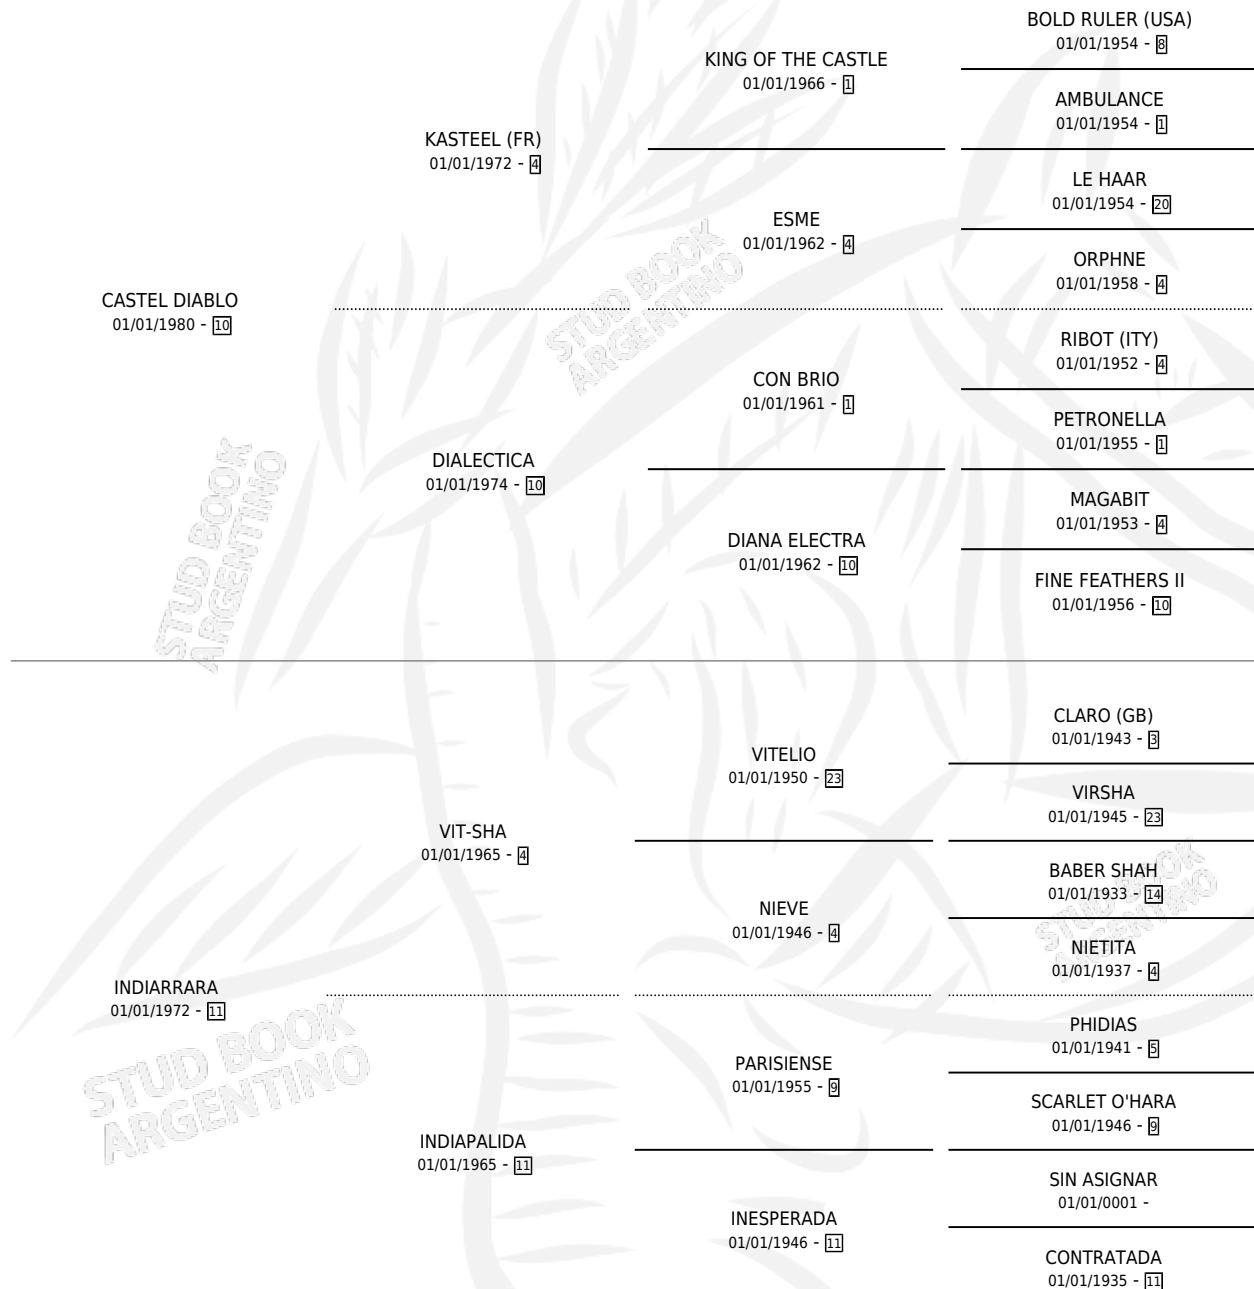 BOLD RULER (USA)
01/01/1954 - 8
KING OF THE CASTLE
01/01/1966 - 1
AMBULANCE
01/01/1954 - 1
KASTEEL (FR)
01/01/1972 - 4
LE HAAR
01/01/1954 - 20
ESME
01/01/1962 - 4
ORPHNE
01/01/1958 - 4
CASTEL DIABLO
01/01/1980 - 10
STUD BOOK
ARGENTINO
RIBOT (ITY)
01/01/1952 - 4
CON BRIO
01/01/1961 - 1
PETRONELLA
01/01/1955 - 1
DIALECTICA
01/01/1974 - 10
MAGABIT
01/01/1953 - 4
DIANA ELECTRA
01/01/1962 - 10
FINE FEATHERS II
01/01/1956 - 10
STUD BOOK
ARGENTINO
CLARO (GB)
01/01/1943 - 3
VITELIO
01/01/1950 - 23
VIRSHA
01/01/1945 - 23
VIT-SHA
01/01/1965 - 4
BABER SHAH
01/01/1933 - 14
NIEVE
01/01/1946 - 4
NIETITA
01/01/1937 - 4
STUD BOOK
ARGENTINO
INDIARRARA
01/01/1972 - 11
STUD BOOK
ARGENTINO
PHIDIAS
01/01/1941 - 5
PARISIENSE
01/01/1955 - 9
SCARLET O'HARA
01/01/1946 - 9
INDIAPALIDA
01/01/1965 - 11
SIN ASIGNAR
01/01/0001 -
INESPERADA
01/01/1946 - 11
CONTRATADA
01/01/1935 - 11